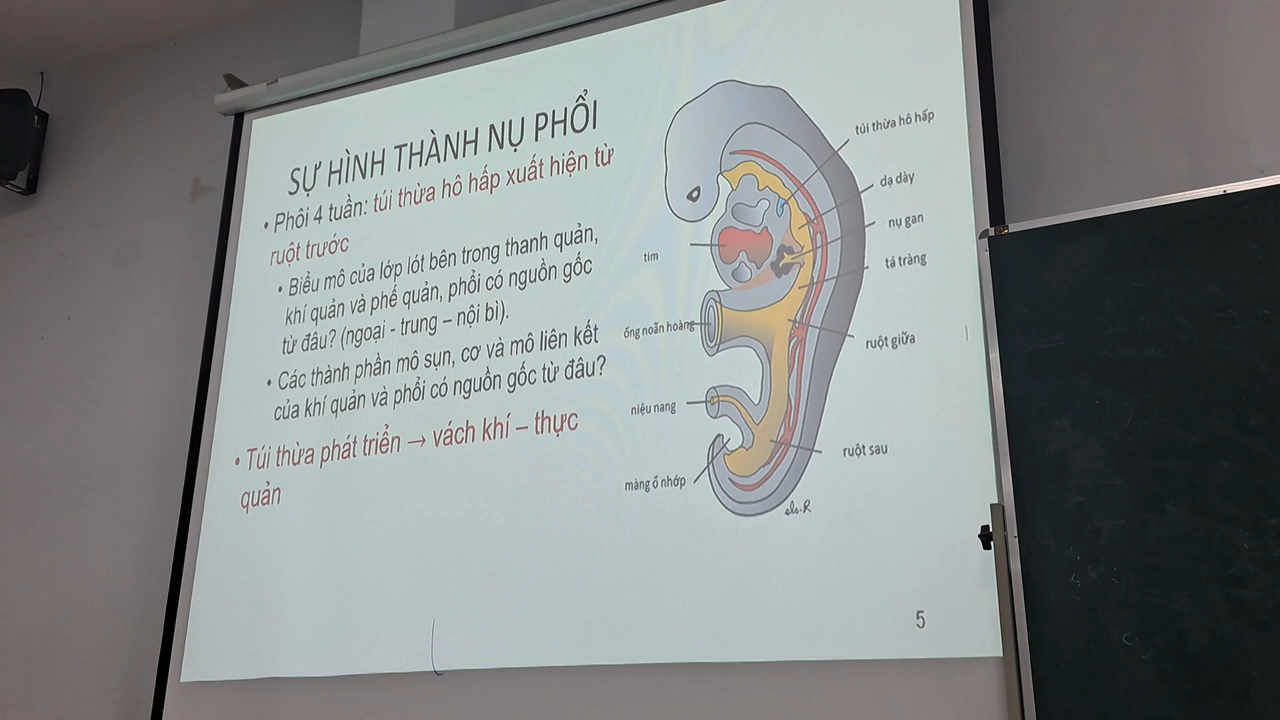 SỰ HÌNH THÀNH NỤ PHỔI
• Phôi 4 tuần: túi thừa hô hấp xuất hiện từ
ruột trước
• Biểu mô của lớp lót bên trong thanh quản,
khí quản và phế quản, phổi có nguồn gốc
từ đâu? (ngoại - trung – nội bì).
• Các thành phần mô sụn, cơ và mô liên kết
của khí quản và phổi có nguồn gốc từ đâu?
• Túi thừa phát triển → vách khí – thực
quản
túi thừa hô hấp
dạ dày
nụ gan
tá tràng
ruột giữa
ruột sau
tim
ống noãn hoàng
niệu nang
màng ổ nhớp
als.R
5